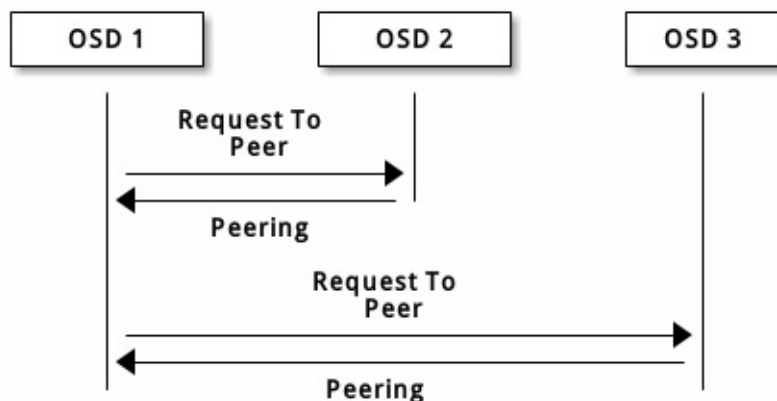 OSD 1
OSD 2
OSD 3
Request To
Peer
Peering
Request To
Peer
Peering